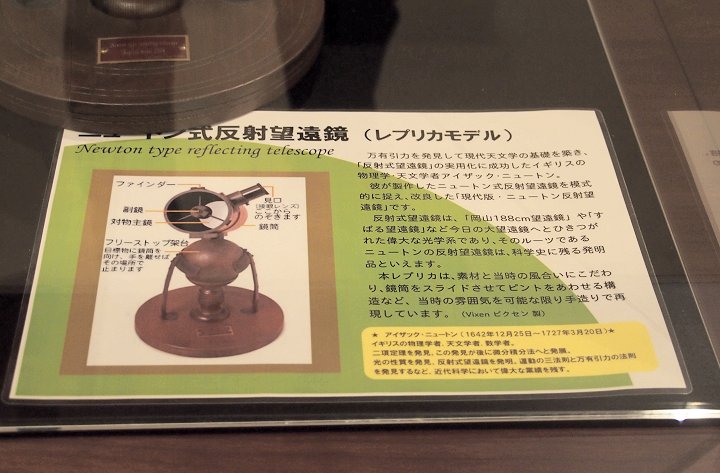 ニュートン式反射望遠鏡（レプリカモデル）
Newton type reflecting telescope
ファインダー
副鏡
対物主鏡
フリーストップ架台
目標物に鏡筒を
向け、手を離せば
その場所で
止まります
見口
(接眼レンズ)
ここから
のぞきます
鏡筒
万有引力を発見して現代天文学の基礎を築き、
「反射式望遠鏡」の実用化に成功したイギリスの
物理学・天文学者アイザック・ニュートン。
彼が製作したニュートン式反射望遠鏡を模式
的に捉え、改良した「現代版・ニュートン反射
望遠鏡」です。
反射式望遠鏡は、「岡山188cm望遠鏡」や「す
ばる望遠鏡」など今日の大望遠鏡へとひきつが
れた偉大な光学系であり、そのルーツである
ニュートンの反射望遠鏡は、科学史に残る発明
品といえます。
本レプリカは、素材と当時の風合いにこだわ
り、鏡筒をスライドさせてピントをあわせる構
造など、当時の雰囲気を可能な限り手造りで再
現しています。（Vixen ビクセン 製）
★ アイザック・ニュートン（1642年12月25日～1727年3月20日）★
イギリスの物理学者、天文学者、数学者。
二項定理を発見、この発見が後に微分積分法へと発展。
光の性質を発見、反射式望遠鏡を発明。運動の三法則と万有引力の法則
を発見するなど、近代科学において偉大な業績を残す。